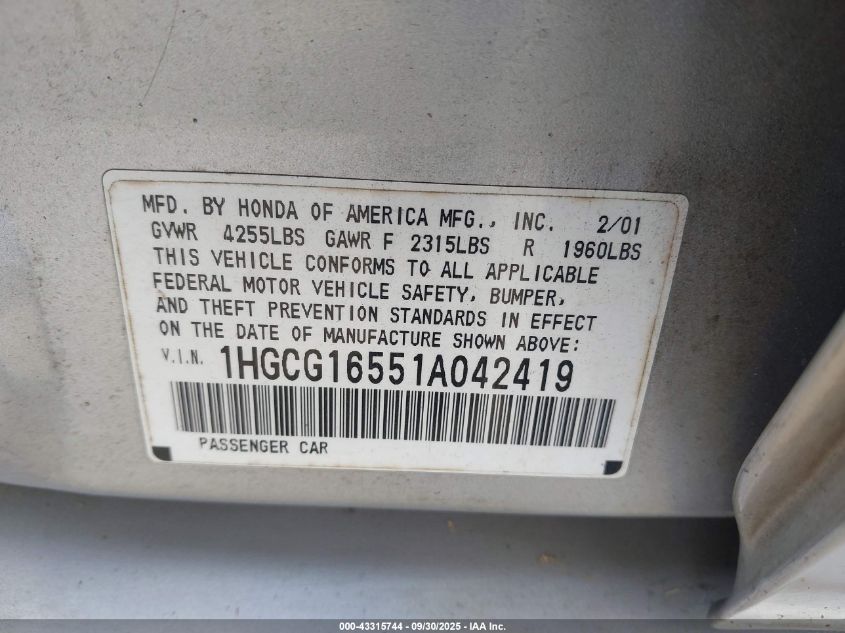 MFD. BY HONDA OF AMERICA MFG., INC. 2/01
GVWR 4255LBS GAWR F 2315LBS R 1960LBS
THIS VEHICLE CONFORMS TO ALL APPLICABLE
FEDERAL MOTOR VEHICLE SAFETY, BUMPER,
AND THEFT PREVENTION STANDARDS IN EFFECT
ON THE DATE OF MANUFACTURE SHOWN ABOVE:
V.I.N. 1HGCG16551A042419
PASSENGER CAR
000-43315744 - 09/30/2025 - IAA Inc.